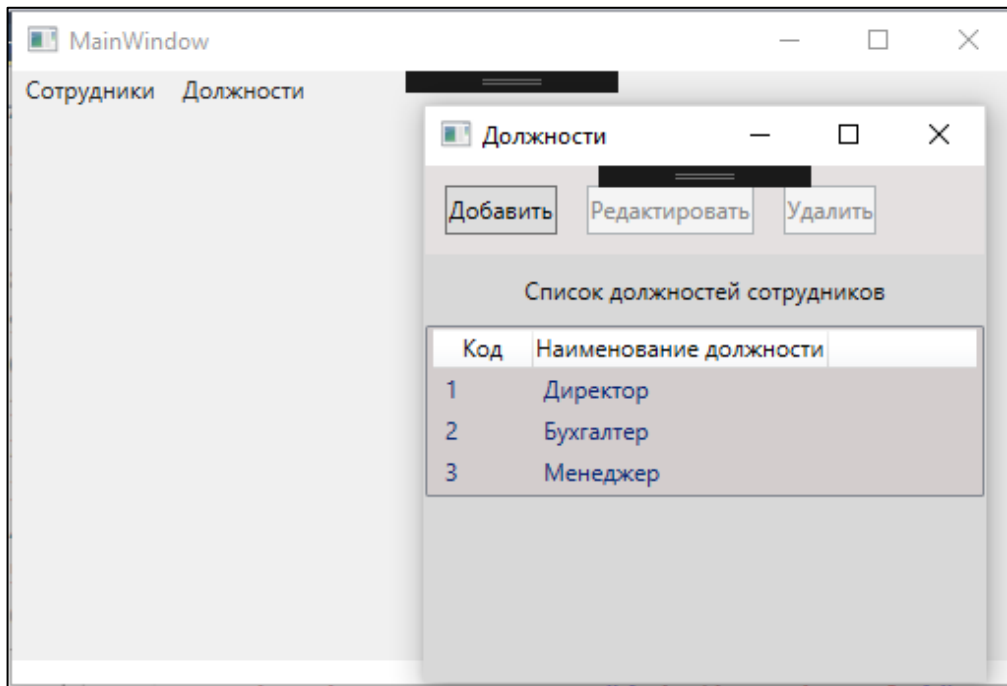 MainWindow
Сотрудники Должности
Должности
Добавить Редактировать Удалить
Список должностей сотрудников
Код Наименование должности
1 Директор
2 Бухгалтер
3 Менеджер